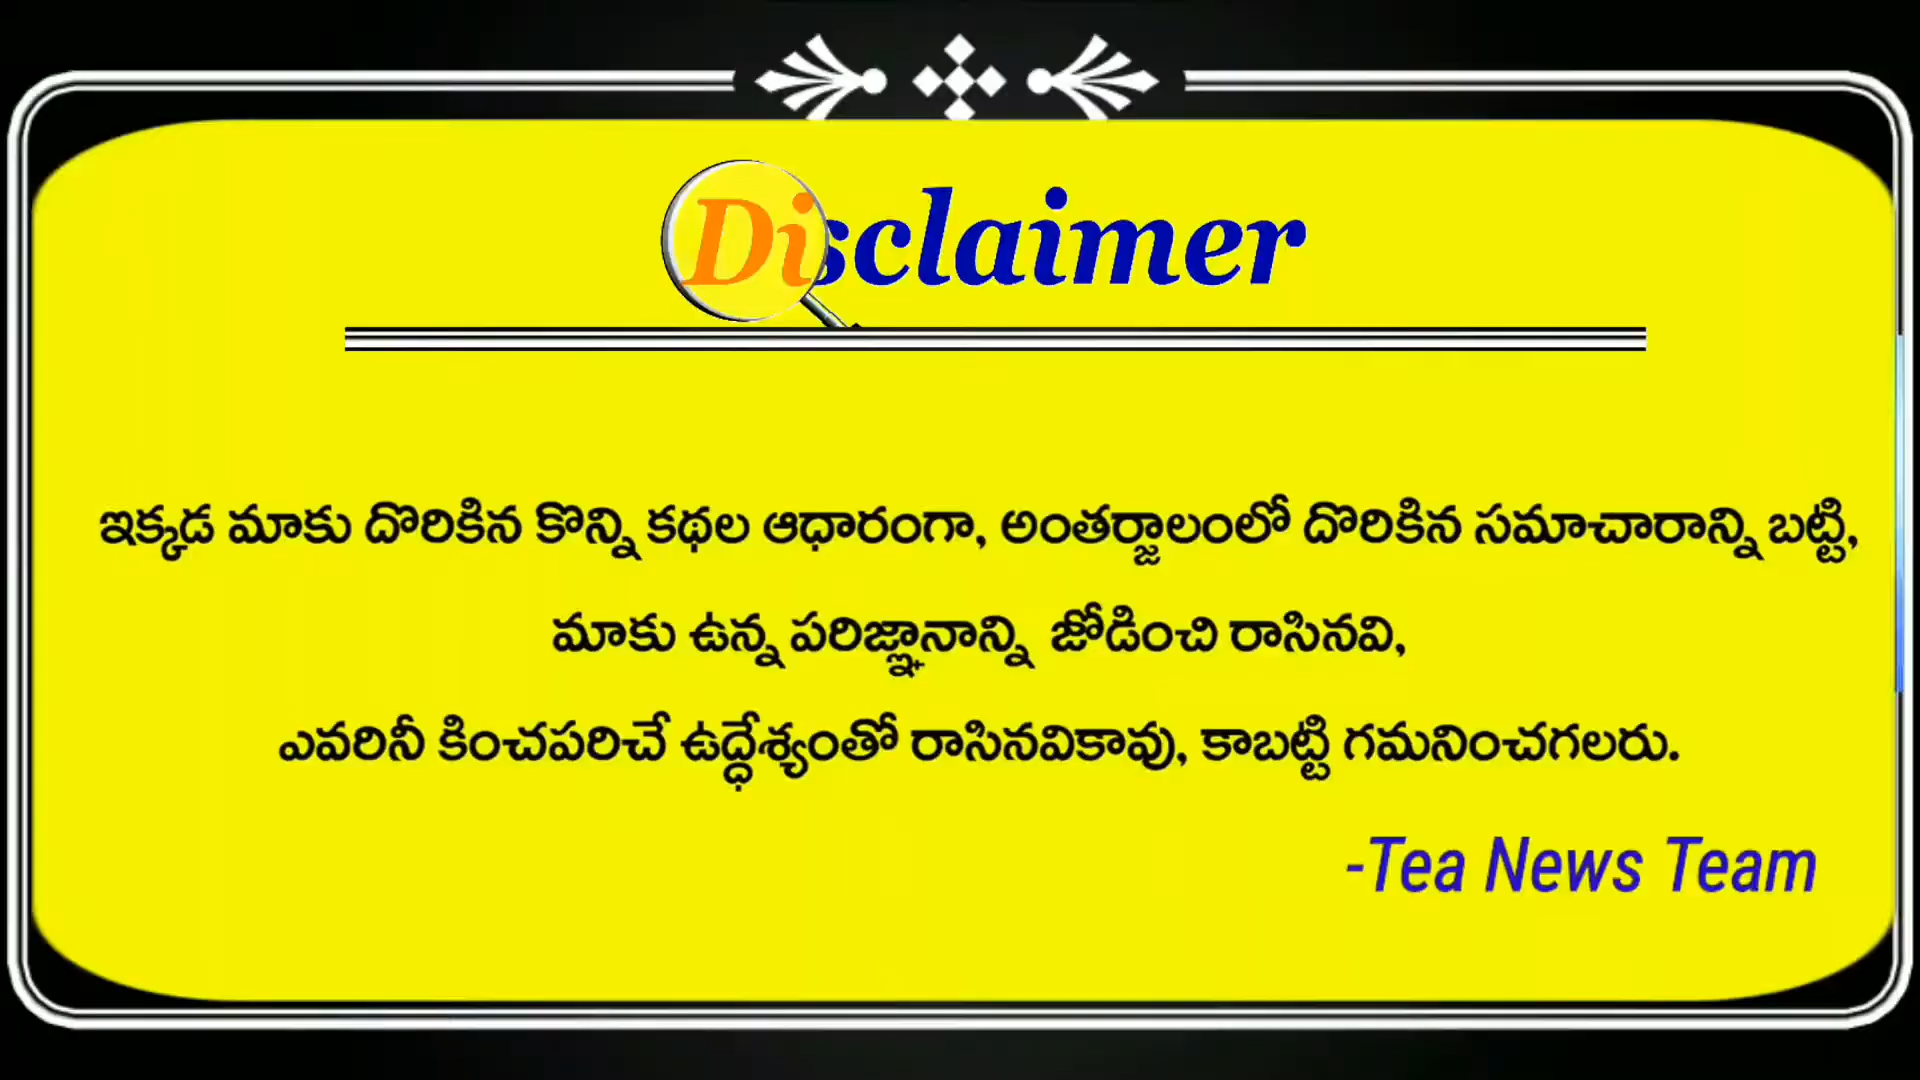 Disclaimer
ఇక్కడ మాకు దొరికిన కొన్ని కథల ఆధారంగా, అంతర్జాలంలో దొరికిన సమాచారాన్ని బట్టి,
మాకు ఉన్న పరిజ్ఞానాన్ని జోడించి రాసినవి,
ఎవరినీ కించపరిచే ఉద్ధేశ్యంతో రాసినవికావు, కాబట్టి గమనించగలరు.
-Tea News Team